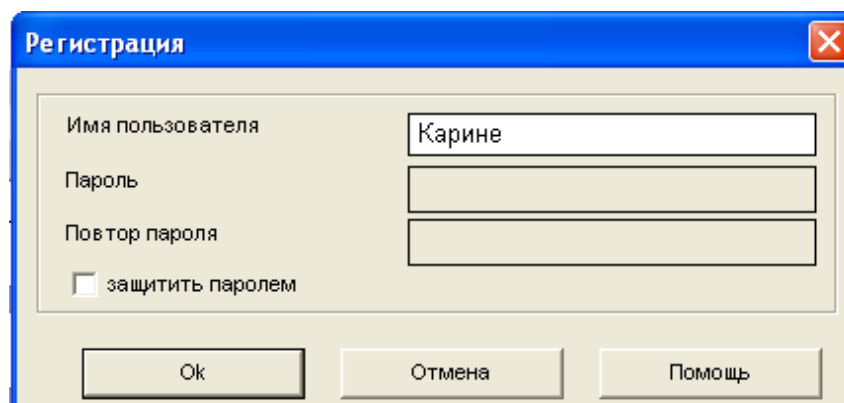 Регистрация
Имя пользователя
Карине
Пароль
Повтор пароля
защитить паролем
Ok
Отмена
Помощь